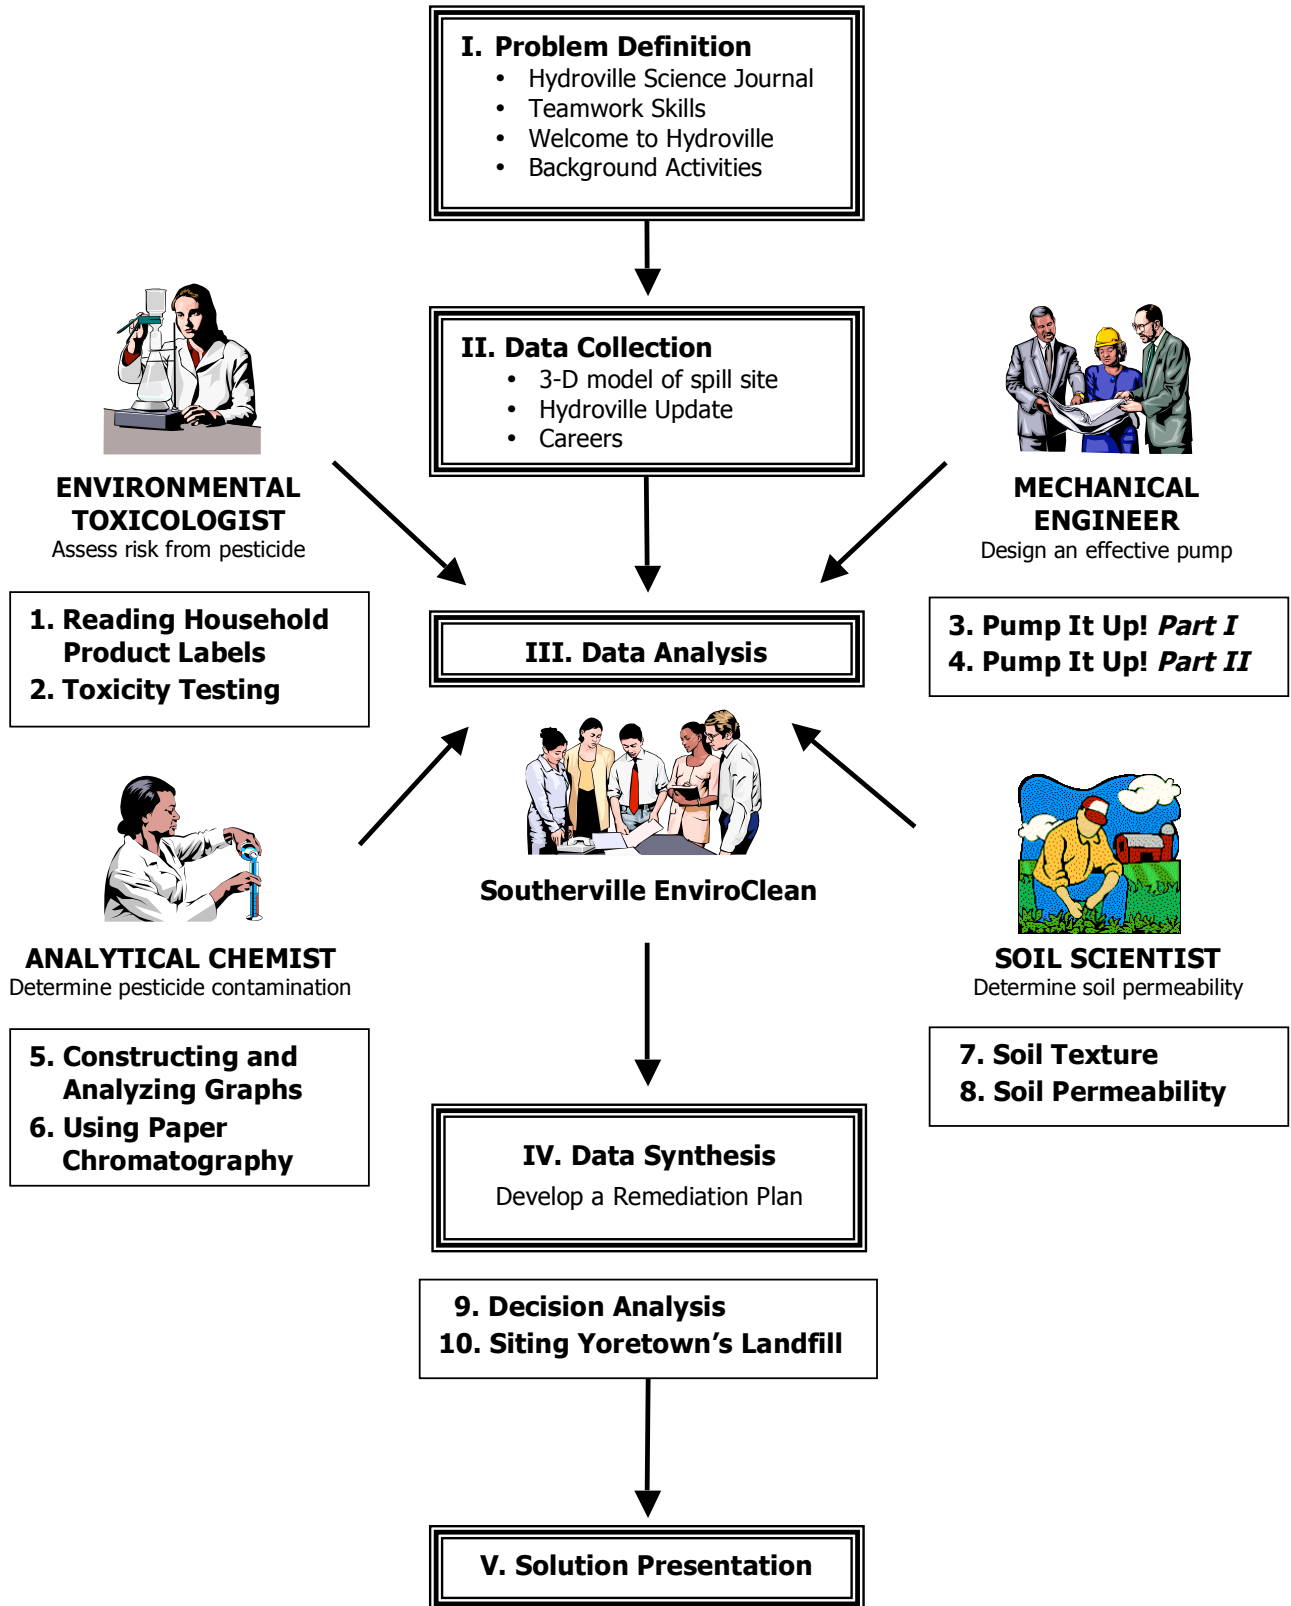 I. Problem Definition
• Hydroville Science Journal
• Teamwork Skills
• Welcome to Hydroville
• Background Activities
II. Data Collection
• 3-D model of spill site
• Hydroville Update
• Careers
ENVIRONMENTAL
TOXICOLOGIST
Assess risk from pesticide
1. Reading Household
Product Labels
2. Toxicity Testing
MECHANICAL
ENGINEER
Design an effective pump
3. Pump It Up! Part I
4. Pump It Up! Part II
III. Data Analysis
Southerville EnviroClean
ANALYTICAL CHEMIST
Determine pesticide contamination
5. Constructing and
Analyzing Graphs
6. Using Paper
Chromatography
SOIL SCIENTIST
Determine soil permeability
7. Soil Texture
8. Soil Permeability
IV. Data Synthesis
Develop a Remediation Plan
9. Decision Analysis
10. Siting Yoretown’s Landfill
V. Solution Presentation